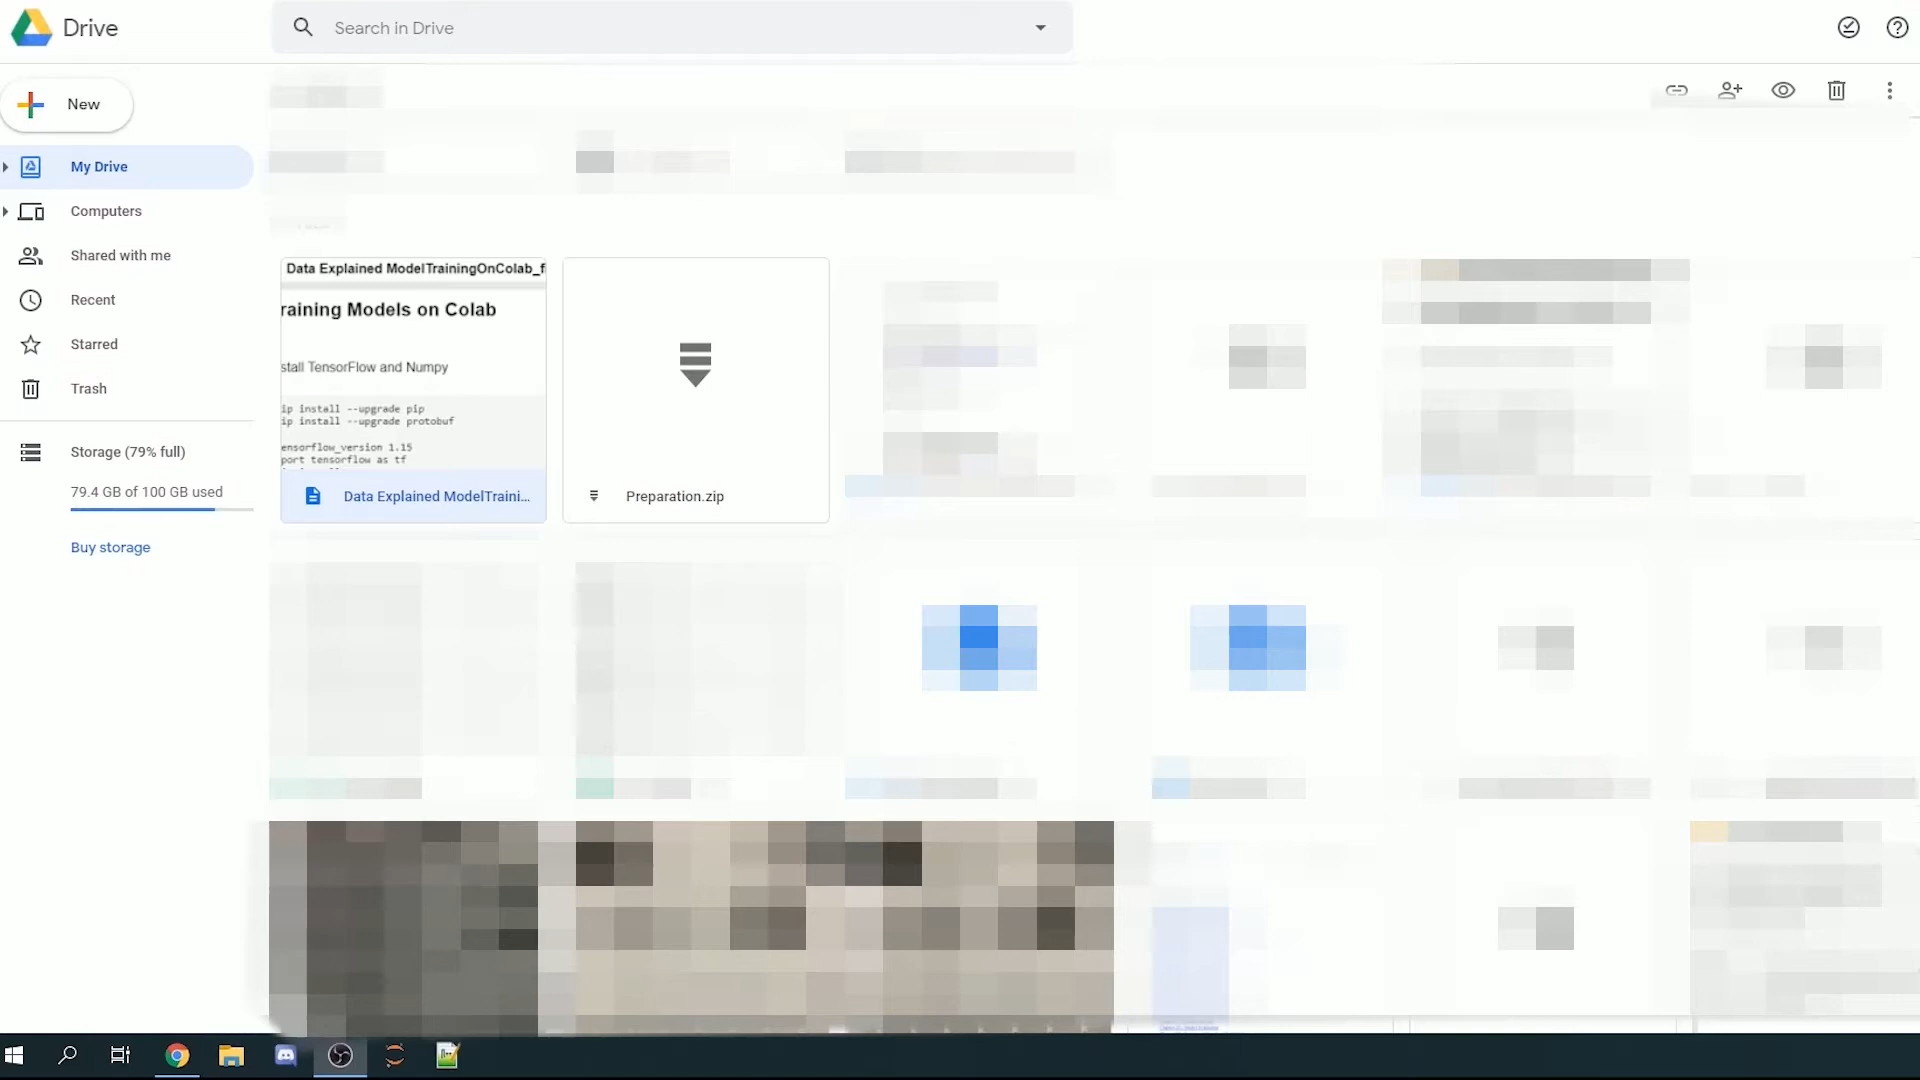 Drive
Search in Drive
New
My Drive
Computers
Shared with me
Recent
Starred
Trash
Storage (79% full)
79.4 GB of 100 GB used
Buy storage
Data Explained ModelTrainingOnColab_f
raining Models on Colab
stall TensorFlow and Numpy
ip install --upgrade pip
ip install --upgrade protobuf
ensorflow_version 1.15
port tensorflow as tf
Data Explained ModelTraini...
Preparation.zip